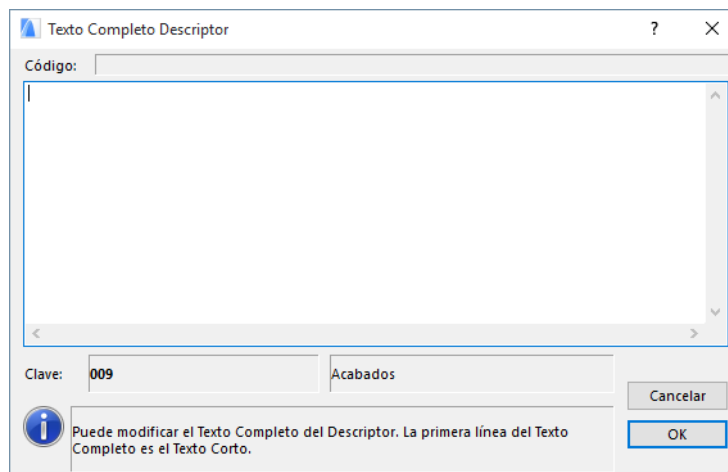 Texto Completo Descriptor
?
Código:
Clave:
009
Acabados
Cancelar
Puede modificar el Texto Completo del Descriptor. La primera línea del Texto
Completo es el Texto Corto.
OK